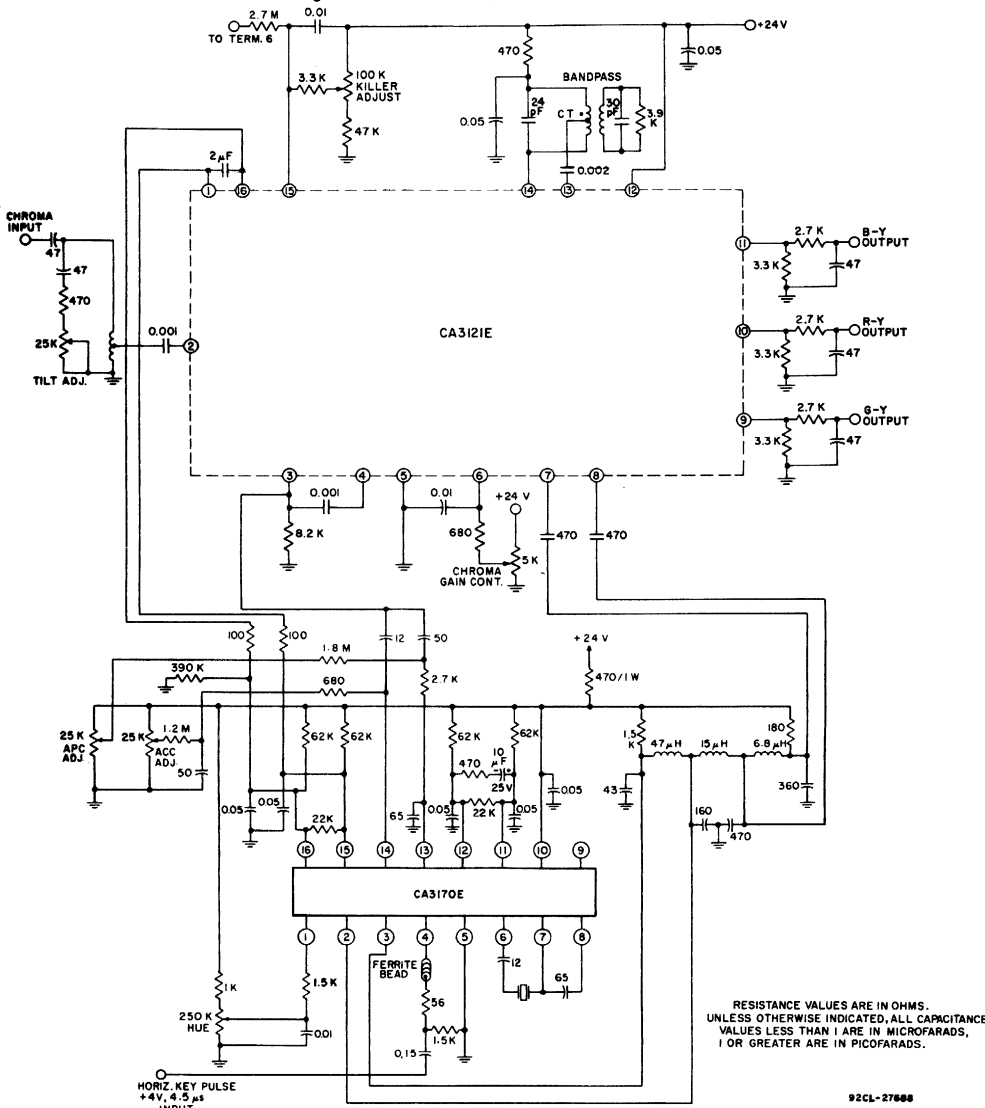 2.7 M
0.01
TO TERM. 6
+24V
0.05
470
BANDPASS
3.3 K
100 K
KILLER
ADJUST
47 K
0.05
24
pF
CT
30
pF
3.9
K
0.002
2 µF
1
16
15
14
13
12
CHROMA
INPUT
47
47
470
25K
TILT ADJ.
0.001
2
CA3121E
11
2.7 K
B-Y
OUTPUT
3.3 K
47
10
2.7 K
R-Y
OUTPUT
3.3 K
47
9
2.7 K
G-Y
OUTPUT
3.3 K
47
3
4
5
6
7
8
0.001
0.01
+24 V
8.2 K
680
5K
CHROMA
GAIN CONT.
470
470
100
100
12
50
1.8 M
+24 V
390 K
680
2.7 K
470/1 W
25 K
APC
ADJ.
25 K
1.2 M
ACC
ADJ.
50
62K
62K
62K
62K
470
10
µF
25V
1.5
K
47 µH
15 µH
6.8 µH
180
0.05
0.05
22K
65
0.05
22 K
0.05
0.05
43
160
470
360
16
15
14
13
12
11
10
9
CA3170E
1
2
3
4
5
6
7
8
FERRITE
BEAD
12
65
1.5 K
56
1 K
250 K
HUE
0.01
1.5K
0.15
HORIZ. KEY PULSE
+4V, 4.5 µs
INPUT
RESISTANCE VALUES ARE IN OHMS.
UNLESS OTHERWISE INDICATED, ALL CAPACITANCE
VALUES LESS THAN 1 ARE IN MICROFARADS,
1 OR GREATER ARE IN PICOFARADS.
92CL-27688